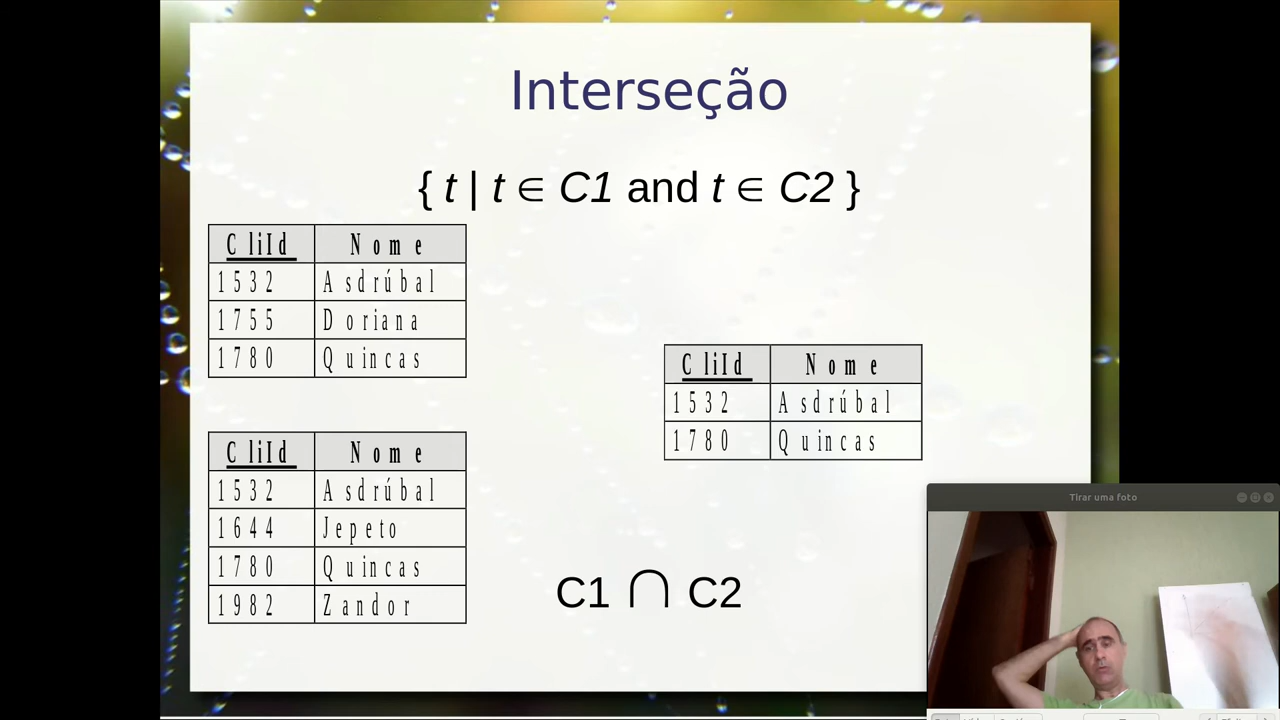 Interseção
{ t | t ∈ C1 and t ∈ C2 }
CliId Nome
1532 Asdrúbal
1755 Doriana
1780 Quincas
CliId Nome
1532 Asdrúbal
1780 Quincas
CliId Nome
1532 Asdrúbal
1644 Jepeto
1780 Quincas
1982 Zandor
C1 ∩ C2
Tirar uma foto